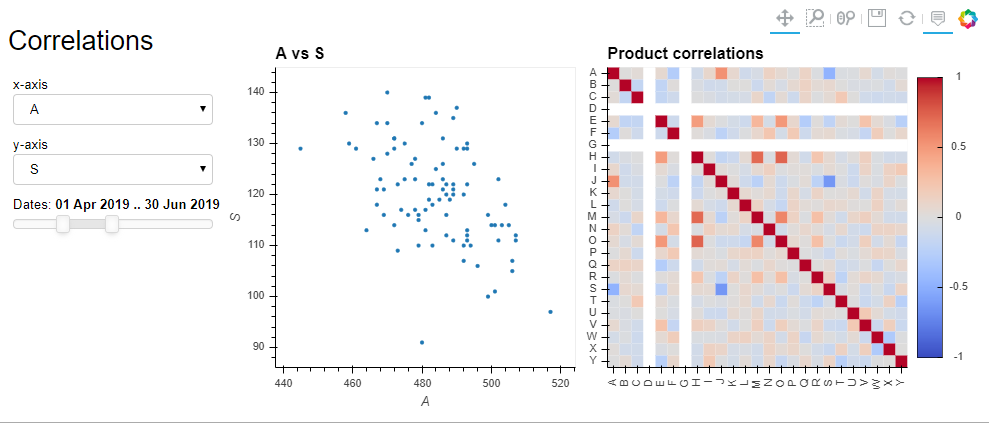 Correlations
x-axis
A
y-axis
S
Dates: 01 Apr 2019 .. 30 Jun 2019
A vs S
140
130
120
110
100
90
S
440
460
480
500
520
A
Product correlations
A
B
C
D
E
F
G
H
I
J
K
L
M
N
O
P
Q
R
S
T
U
V
W
X
Y
A B C D E F G H I J K L M N O P Q R S T U V W X Y
1
0.5
0
-0.5
-1